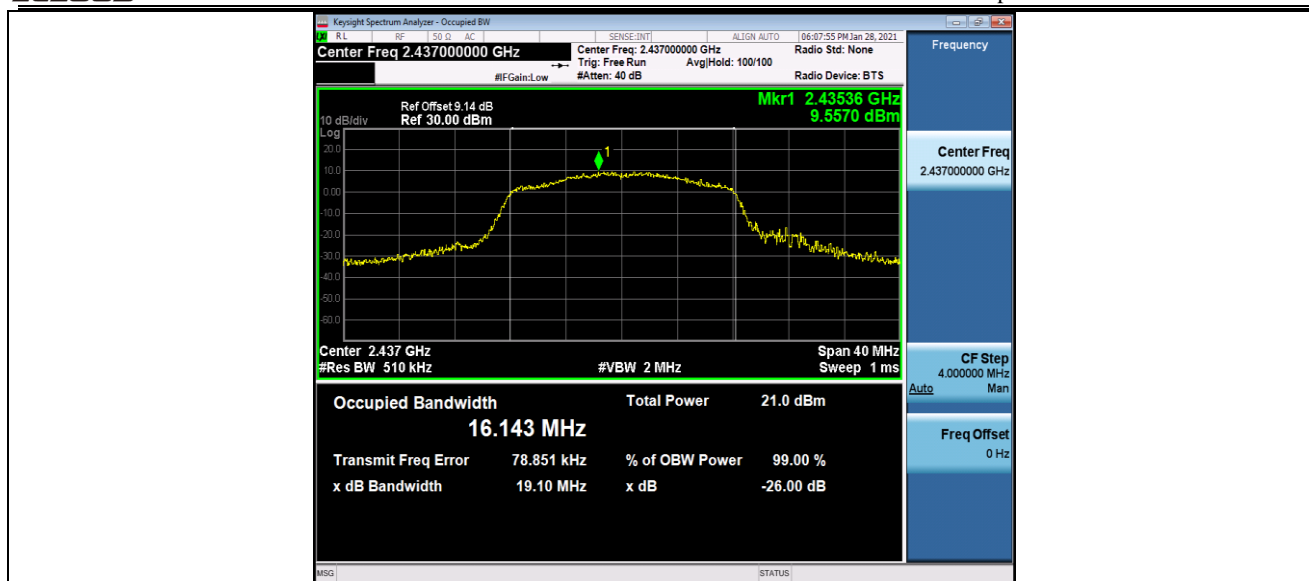 Keysight Spectrum Analyzer - Occupied BW
RL RF 50 Ω AC SENSE:INT ALIGN AUTO 06:07:55 PM Jan 28, 2021
Center Freq 2.437000000 GHz
Center Freq: 2.437000000 GHz Radio Std: None
Trig: Free Run Avg|Hold: 100/100
#IFGain:Low #Atten: 40 dB Radio Device: BTS
Frequency
Mkr1 2.43536 GHz
9.5570 dBm
Ref Offset 9.14 dB
10 dB/div Ref 30.00 dBm
Log
20.0
10.0
0.00
-10.0
-20.0
-30.0
-40.0
-50.0
-60.0
1
Center 2.437 GHz Span 40 MHz
#Res BW 510 kHz #VBW 2 MHz Sweep 1 ms
Center Freq
2.437000000 GHz
CF Step
4.000000 MHz
Auto Man
Freq Offset
0 Hz
Occupied Bandwidth Total Power 21.0 dBm
16.143 MHz
Transmit Freq Error 78.851 kHz % of OBW Power 99.00 %
x dB Bandwidth 19.10 MHz x dB -26.00 dB
MSG STATUS